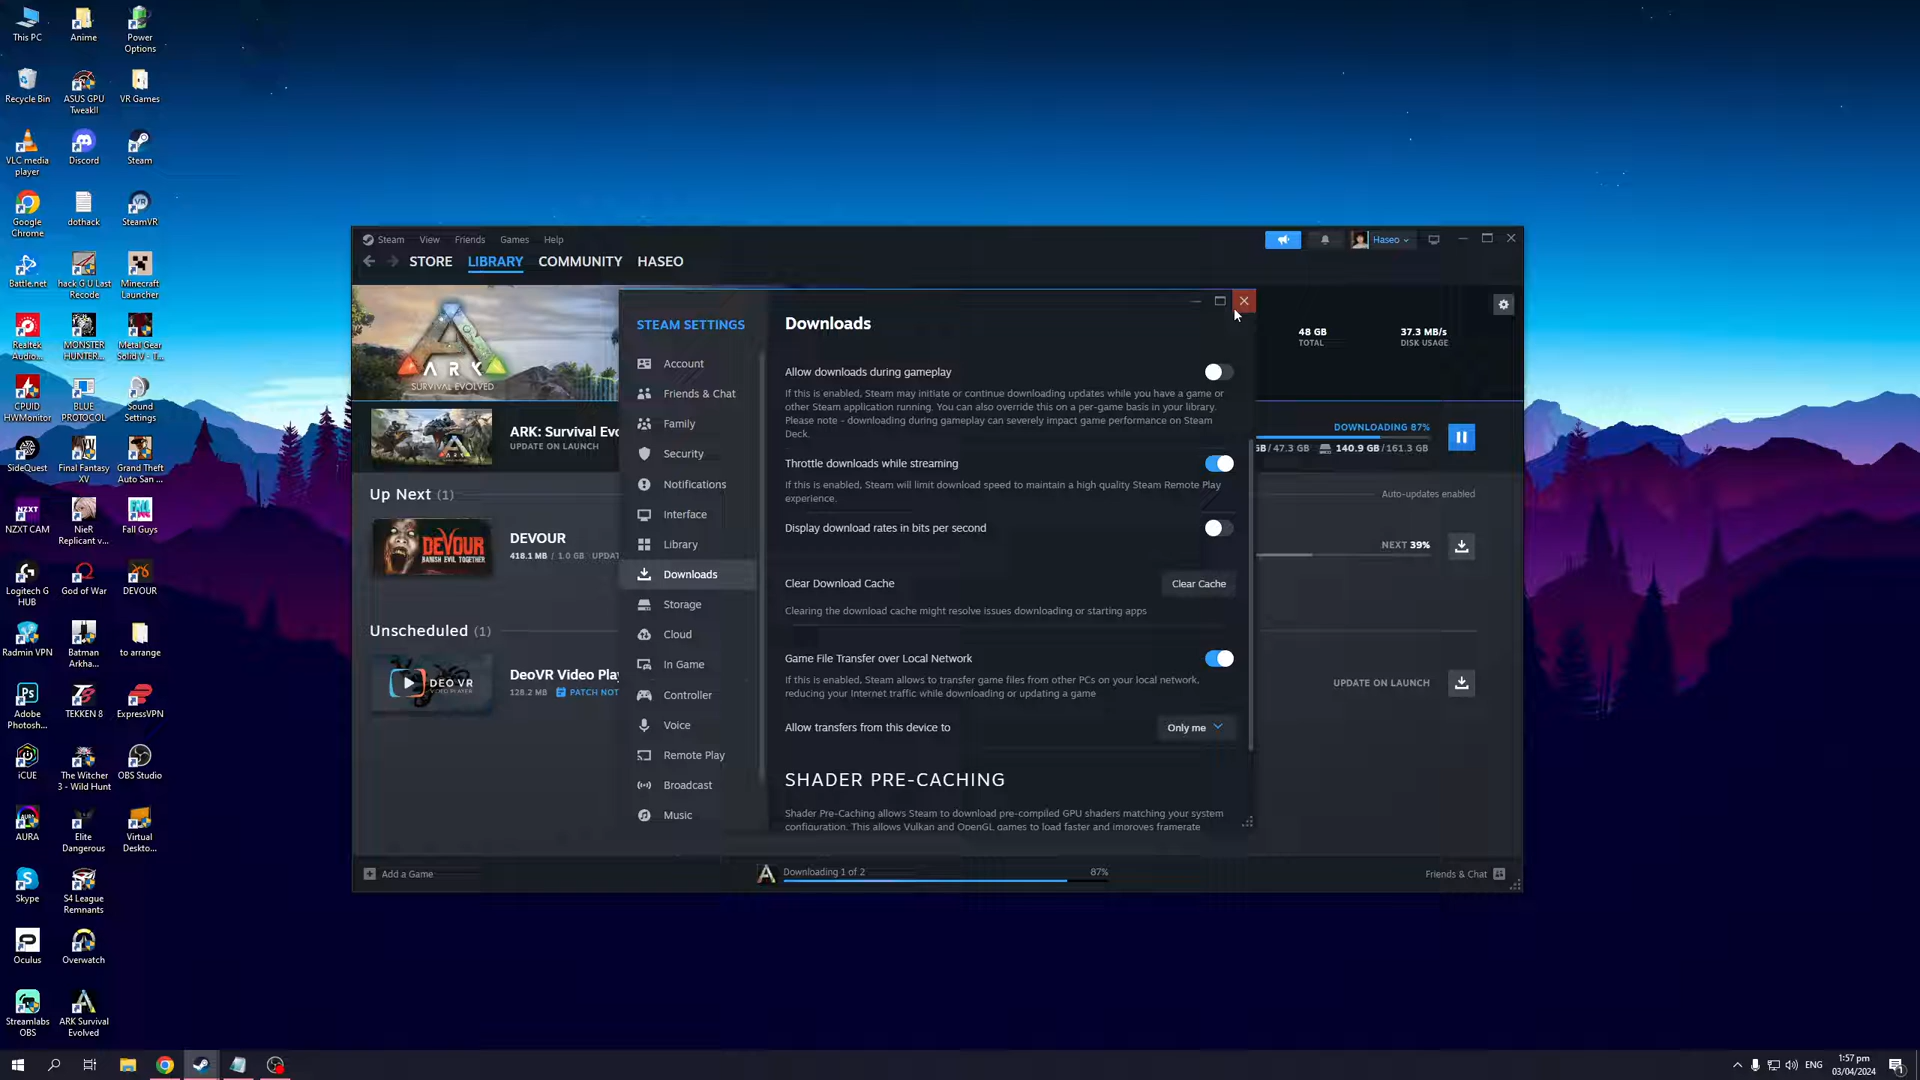 This PC
Anime
Power
Options
Recycle Bin
ASUS GPU
TweakII
VR Games
VLC media
player
Discord
Steam
Google
Chrome
dothack
SteamVR
Battle.net
hack G U Last
Recode
Minecraft
Launcher
Realtek
Audio...
MONSTER
HUNTER...
Metal Gear
Solid V - T...
CPUID
HWMonitor
BLUE
PROTOCOL
Sound
Settings
SideQuest
Final Fantasy
XV
Grand Theft
Auto San ...
NZXT CAM
NieR
Replicant v...
Fall Guys
Logitech G
HUB
God of War
DEVOUR
Radmin VPN
Batman
Arkha...
to arrange
Adobe
Photosh...
TEKKEN 8
ExpressVPN
iCUE
The Witcher
3 - Wild Hunt
OBS Studio
AURA
Elite
Dangerous
Virtual
Deskto...
Skype
S4 League
Remnants
Oculus
Overwatch
Streamlabs
OBS
ARK Survival
Evolved
Steam View Friends Games Help
Haseo
STORE LIBRARY COMMUNITY HASEO
ARK
SURVIVAL EVOLVED
48 GB
TOTAL
37.3 MB/s
DISK USAGE
ARK: Survival Evo
UPDATE ON LAUNCH
DOWNLOADING 87%
GB / 47.3 GB 140.9 GB / 161.3 GB
Up Next (1)
Auto-updates enabled
DEVOUR
BANISH EVIL TOGETHER
DEVOUR
418.1 MB / 1.0 GB UPDAT
NEXT 39%
Unscheduled (1)
DEO VR
VIDEO PLAYER
DeoVR Video Play
128.2 MB PATCH NOT
UPDATE ON LAUNCH
STEAM SETTINGS
Account
Friends & Chat
Family
Security
Notifications
Interface
Library
Downloads
Storage
Cloud
In Game
Controller
Voice
Remote Play
Broadcast
Music
Downloads
Allow downloads during gameplay
If this is enabled, Steam may initiate or continue downloading updates while you have a game or
other Steam application running. You can also override this on a per-game basis in your library.
Please note - downloading during gameplay can severely impact game performance on Steam
Deck.
Throttle downloads while streaming
If this is enabled, Steam will limit download speed to maintain a high quality Steam Remote Play
experience.
Display download rates in bits per second
Clear Download Cache
Clear Cache
Clearing the download cache might resolve issues downloading or starting apps
Game File Transfer over Local Network
If this is enabled, Steam allows to transfer game files from other PCs on your local network,
reducing your Internet traffic while downloading or updating a game
Allow transfers from this device to
Only me
SHADER PRE-CACHING
Shader Pre-Caching allows Steam to download pre-compiled GPU shaders matching your system
configuration. This allows Vulkan and OpenGL games to load faster and improves framerate
Add a Game
Downloading 1 of 2
87%
Friends & Chat
ENG
1:57 pm
03/04/2024